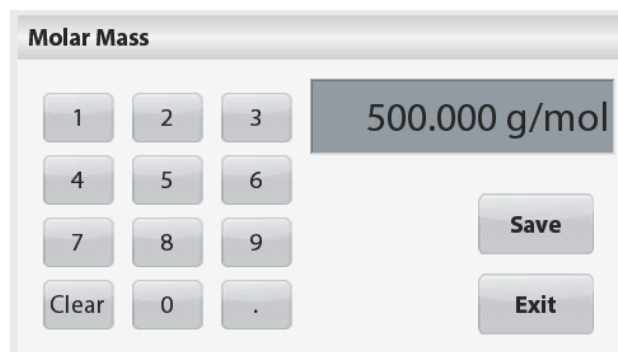 Molar Mass
500.000 g/mol
1 2 3
4 5 6
7 8 9
Clear 0 .
Save
Exit